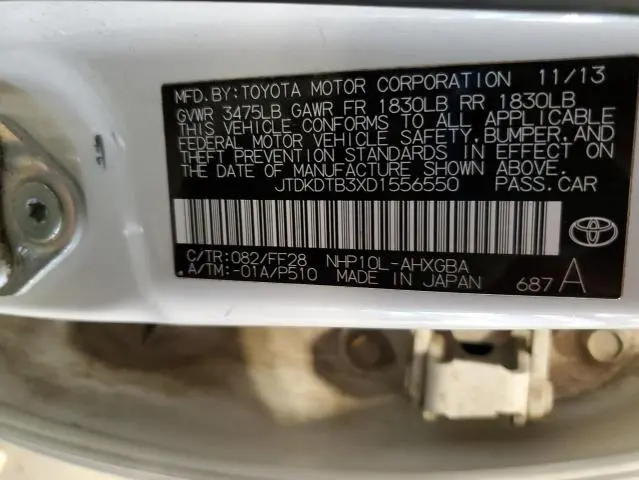 MFD.BY:TOYOTA MOTOR CORPORATION 11/13
GVWR 3475LB GAWR FR 1830LB RR 1830LB
THIS VEHICLE CONFORMS TO ALL APPLICABLE
FEDERAL MOTOR VEHICLE SAFETY, BUMPER, AND
THEFT PREVENTION STANDARDS IN EFFECT ON
THE DATE OF MANUFACTURE SHOWN ABOVE.
JTDKDTB3XD1556550 PASS.CAR
C/TR:082/FF28 NHP10L-AHXGBA
A/TM:-01A/P510 MADE IN JAPAN 687 A